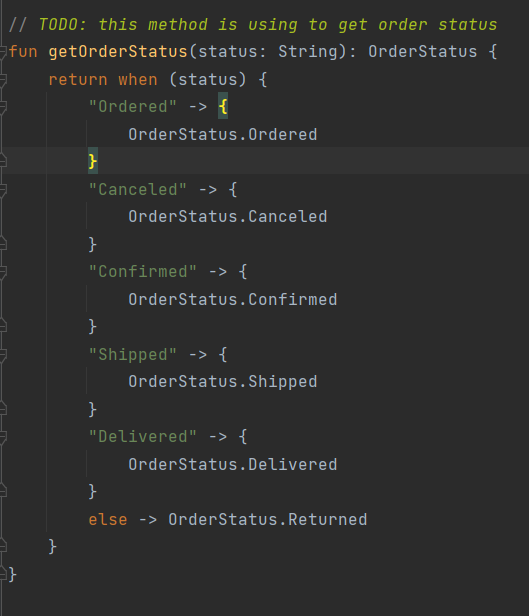 // TODO: this method is using to get order status
fun getOrderStatus(status: String): OrderStatus {
    return when (status) {
        "Ordered" -> {
            OrderStatus.Ordered
        }
        "Canceled" -> {
            OrderStatus.Canceled
        }
        "Confirmed" -> {
            OrderStatus.Confirmed
        }
        "Shipped" -> {
            OrderStatus.Shipped
        }
        "Delivered" -> {
            OrderStatus.Delivered
        }
        else -> OrderStatus.Returned
    }
}